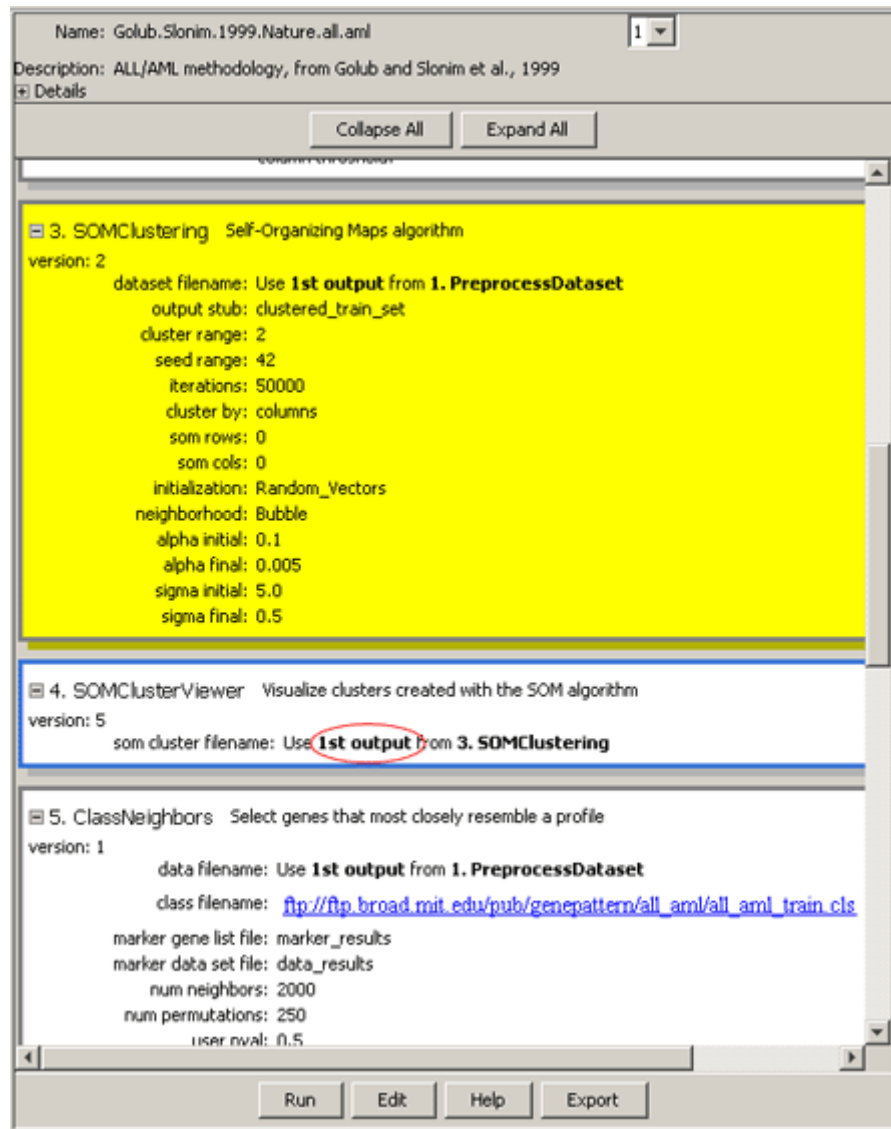 Name: Golub.Slonim.1999.Nature.all.aml 1
Description: ALL/AML methodology, from Golub and Slonim et al., 1999
Details
Collapse All Expand All
column threshold:
3. SOMClustering Self-Organizing Maps algorithm
version: 2
dataset filename: Use 1st output from 1. PreprocessDataset
output stub: clustered_train_set
cluster range: 2
seed range: 42
iterations: 50000
cluster by: columns
som rows: 0
som cols: 0
initialization: Random_Vectors
neighborhood: Bubble
alpha initial: 0.1
alpha final: 0.005
sigma initial: 5.0
sigma final: 0.5
4. SOMClusterViewer Visualize clusters created with the SOM algorithm
version: 5
som cluster filename: Use 1st output from 3. SOMClustering
5. ClassNeighbors Select genes that most closely resemble a profile
version: 1
data filename: Use 1st output from 1. PreprocessDataset
class filename: ftp://ftp.broad.mit.edu/pub/genepattern/all_aml/all_aml_train.cls
marker gene list file: marker_results
marker data set file: data_results
num neighbors: 2000
num permutations: 250
user pval: 0.5
Run Edit Help Export